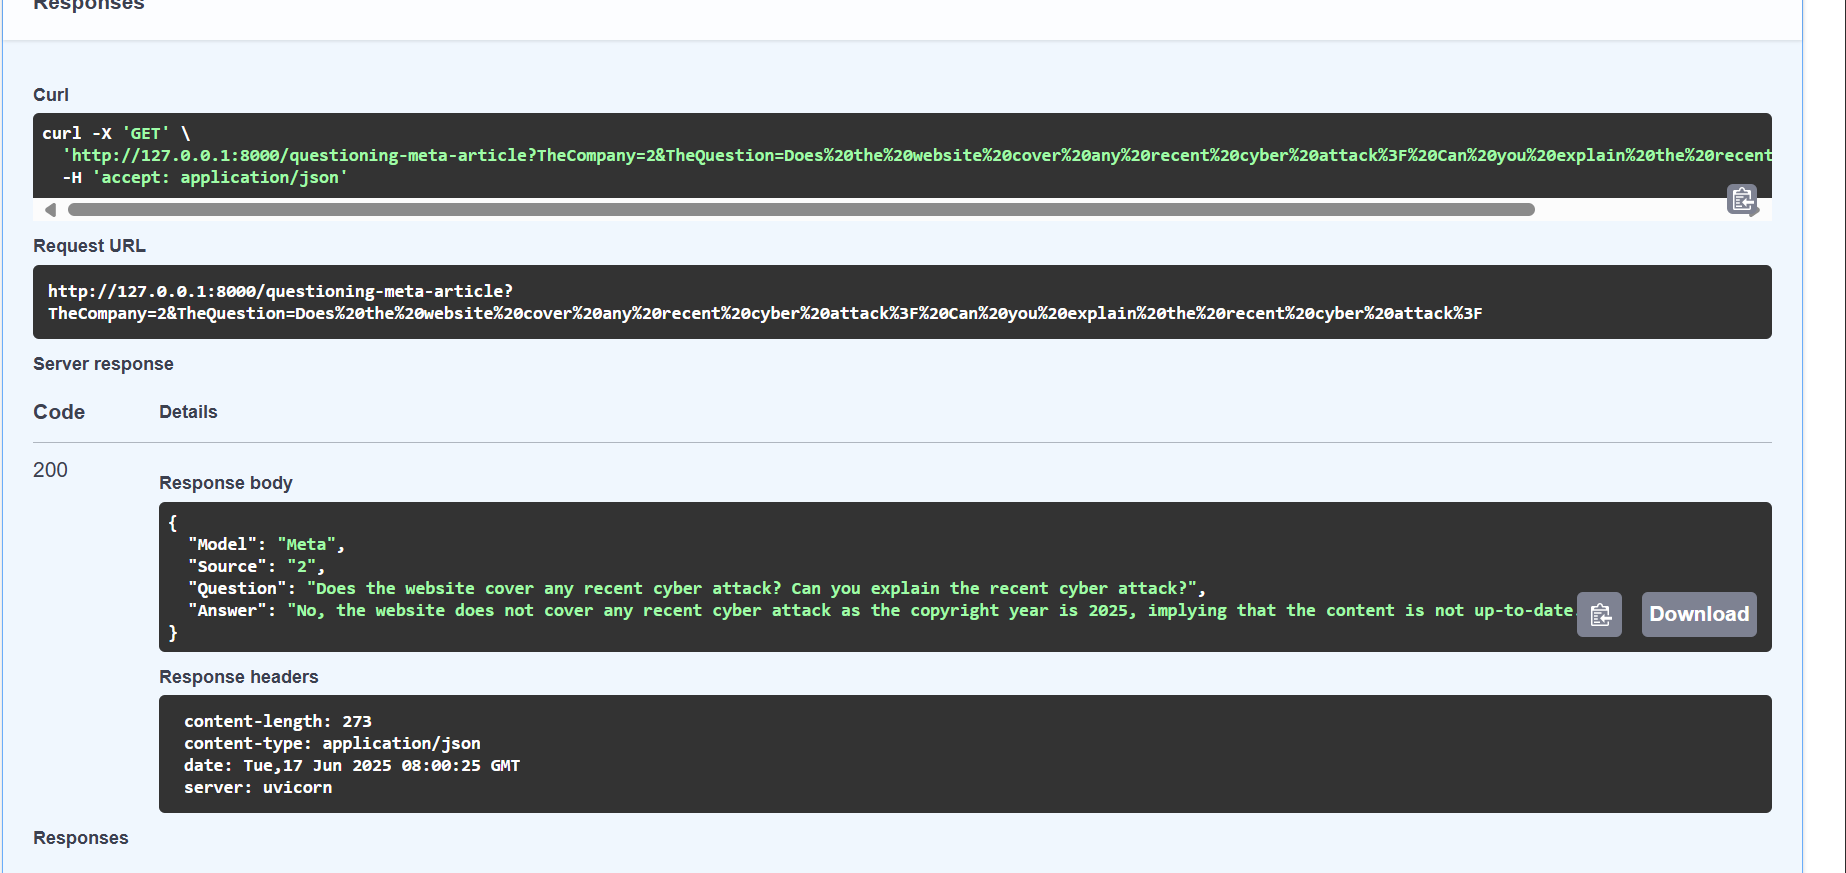 Responses
Curl
curl -X 'GET' \
'http://127.0.0.1:8000/questioning-meta-article?TheCompany=2&TheQuestion=Does%20the%20website%20cover%20any%20recent%20cyber%20attack%3F%20Can%20you%20explain%20the%20recent
-H 'accept: application/json'
Request URL
http://127.0.0.1:8000/questioning-meta-article?
TheCompany=2&TheQuestion=Does%20the%20website%20cover%20any%20recent%20cyber%20attack%3F%20Can%20you%20explain%20the%20recent%20cyber%20attack%3F
Server response
Code Details
200
Response body
{
"Model": "Meta",
"Source": "2",
"Question": "Does the website cover any recent cyber attack? Can you explain the recent cyber attack?",
"Answer": "No, the website does not cover any recent cyber attack as the copyright year is 2025, implying that the content is not up-to-date.
}
Download
Response headers
content-length: 273
content-type: application/json
date: Tue,17 Jun 2025 08:00:25 GMT
server: uvicorn
Responses